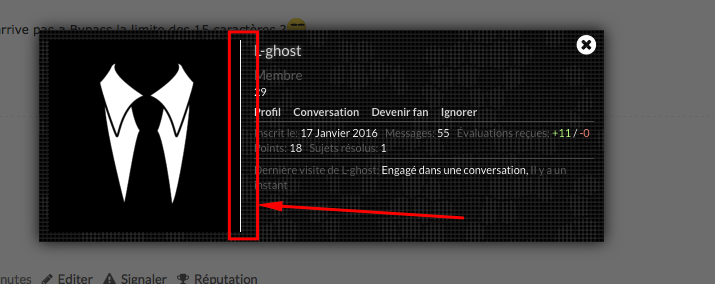 arrive pas a Bypass la limite des 15 caractères ?
L-ghost
Membre
29
Profil Conversation Devenir fan Ignorer
Inscrit le: 17 Janvier 2016 Messages: 55 Évaluations reçues: +11 / -0
Points: 18 Sujets résolus: 1
Dernière visite de L-ghost: Engagé dans une conversation, Il y a un
instant
nutes Editer Signaler Réputation